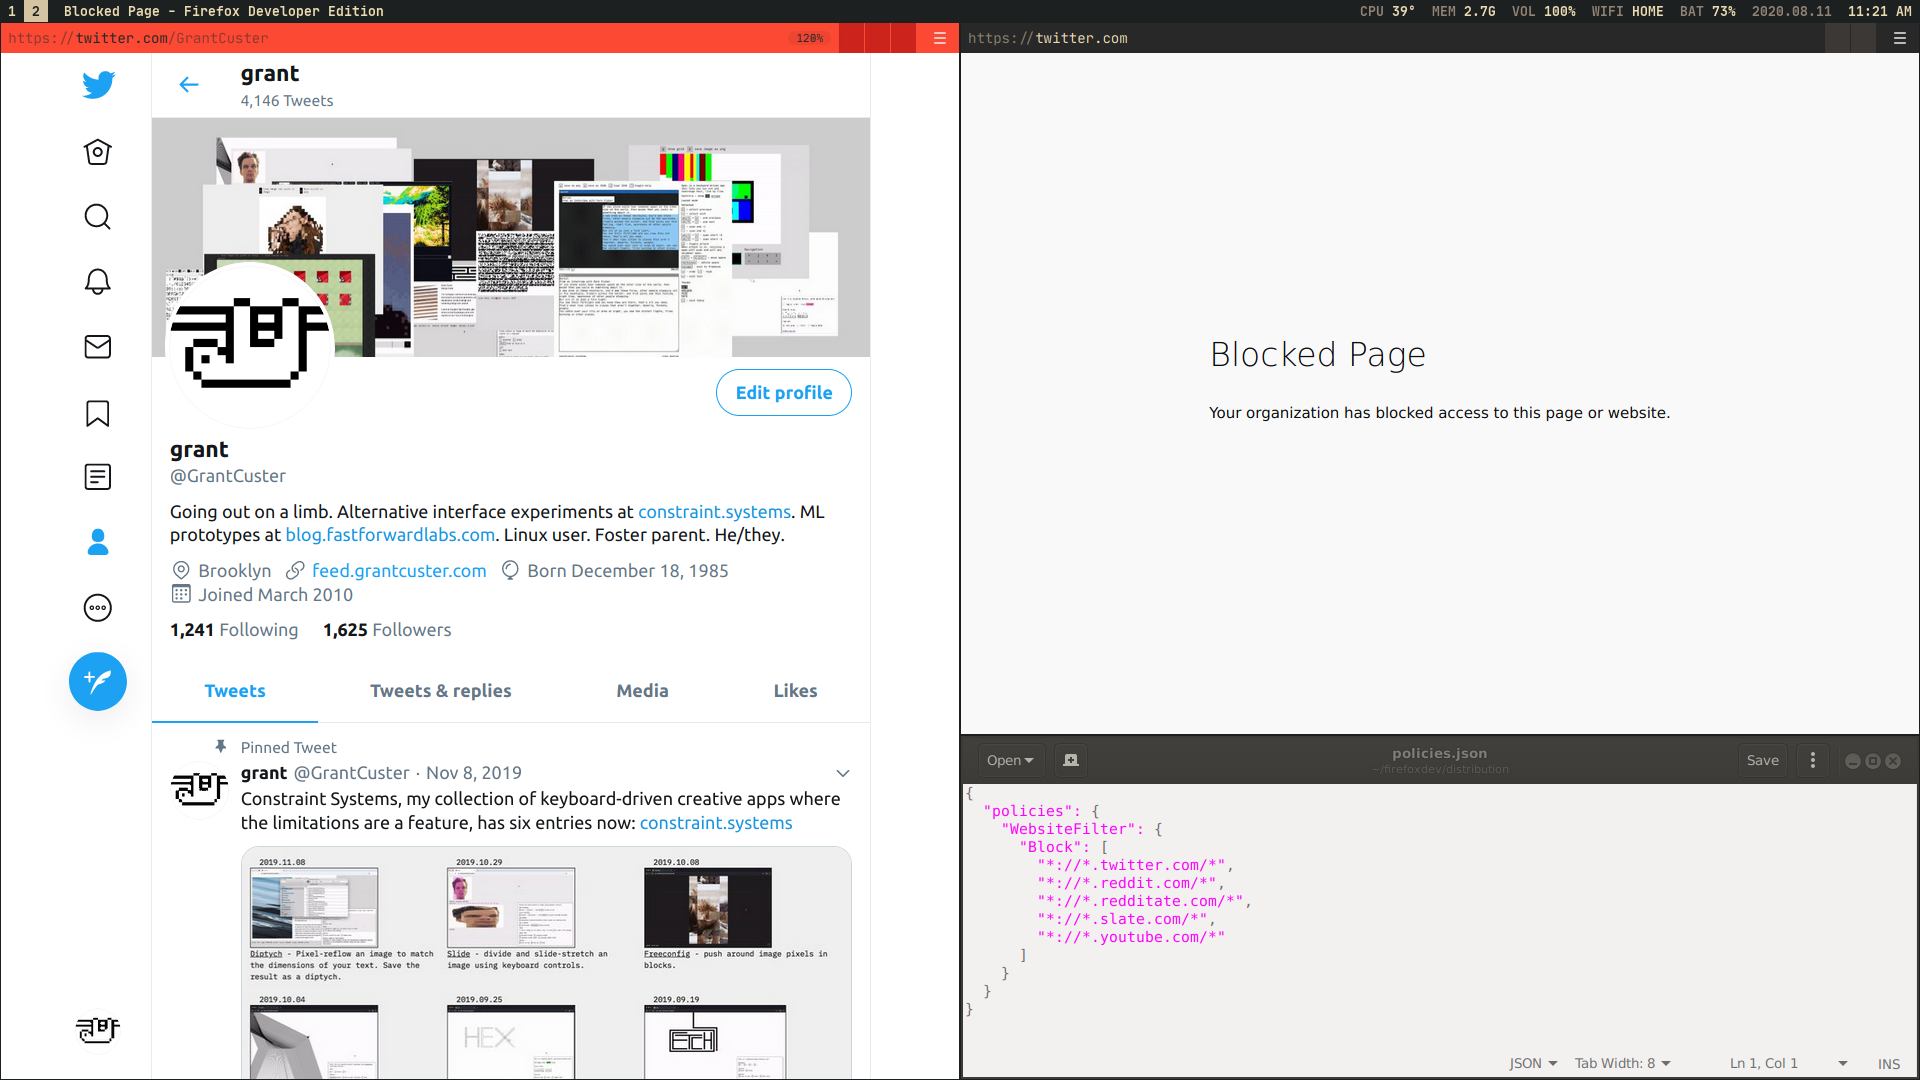 1 2 Blocked Page - Firefox Developer Edition
CPU 39° MEM 2.7G VOL 100% WIFI HOME BAT 73% 2020.08.11 11:21 AM
https://twitter.com/GrantCuster 120%
grant
4,146 Tweets
Edit profile
grant
@GrantCuster
Going out on a limb. Alternative interface experiments at constraint.systems. ML
prototypes at blog.fastforwardlabs.com. Linux user. Foster parent. He/they.
Brooklyn feed.grantcuster.com Born December 18, 1985
Joined March 2010
1,241 Following 1,625 Followers
Tweets Tweets & replies Media Likes
Pinned Tweet
grant @GrantCuster · Nov 8, 2019
Constraint Systems, my collection of keyboard-driven creative apps where
the limitations are a feature, has six entries now: constraint.systems
2019.11.08 2019.10.29 2019.10.08
Diptych - Pixel-reflow an image to match
the dimensions of your text. Save the
result as a diptych.
Slide - divide and slide-stretch an
image using keyboard controls.
Freeconfig - push around image pixels in
blocks.
2019.10.04 2019.09.25 2019.09.19
HEX
ETCH
https://twitter.com
Blocked Page
Your organization has blocked access to this page or website.
Open policies.json Save
~/firefoxdev/distribution
{
"policies": {
"WebsiteFilter": {
"Block": [
"*://*.twitter.com/*",
"*://*.reddit.com/*",
"*://*.redditate.com/*",
"*://*.slate.com/*",
"*://*.youtube.com/*"
]
}
}
}
JSON Tab Width: 8 Ln 1, Col 1 INS